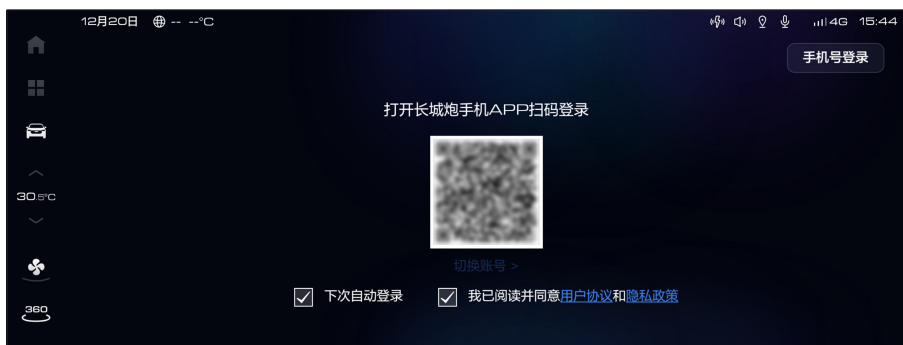 12月20日 -- --°C 4G 15:44
手机号登录
打开长城炮手机APP扫码登录
30.5°C
切换账号 >
下次自动登录 我已阅读并同意用户协议和隐私政策
360